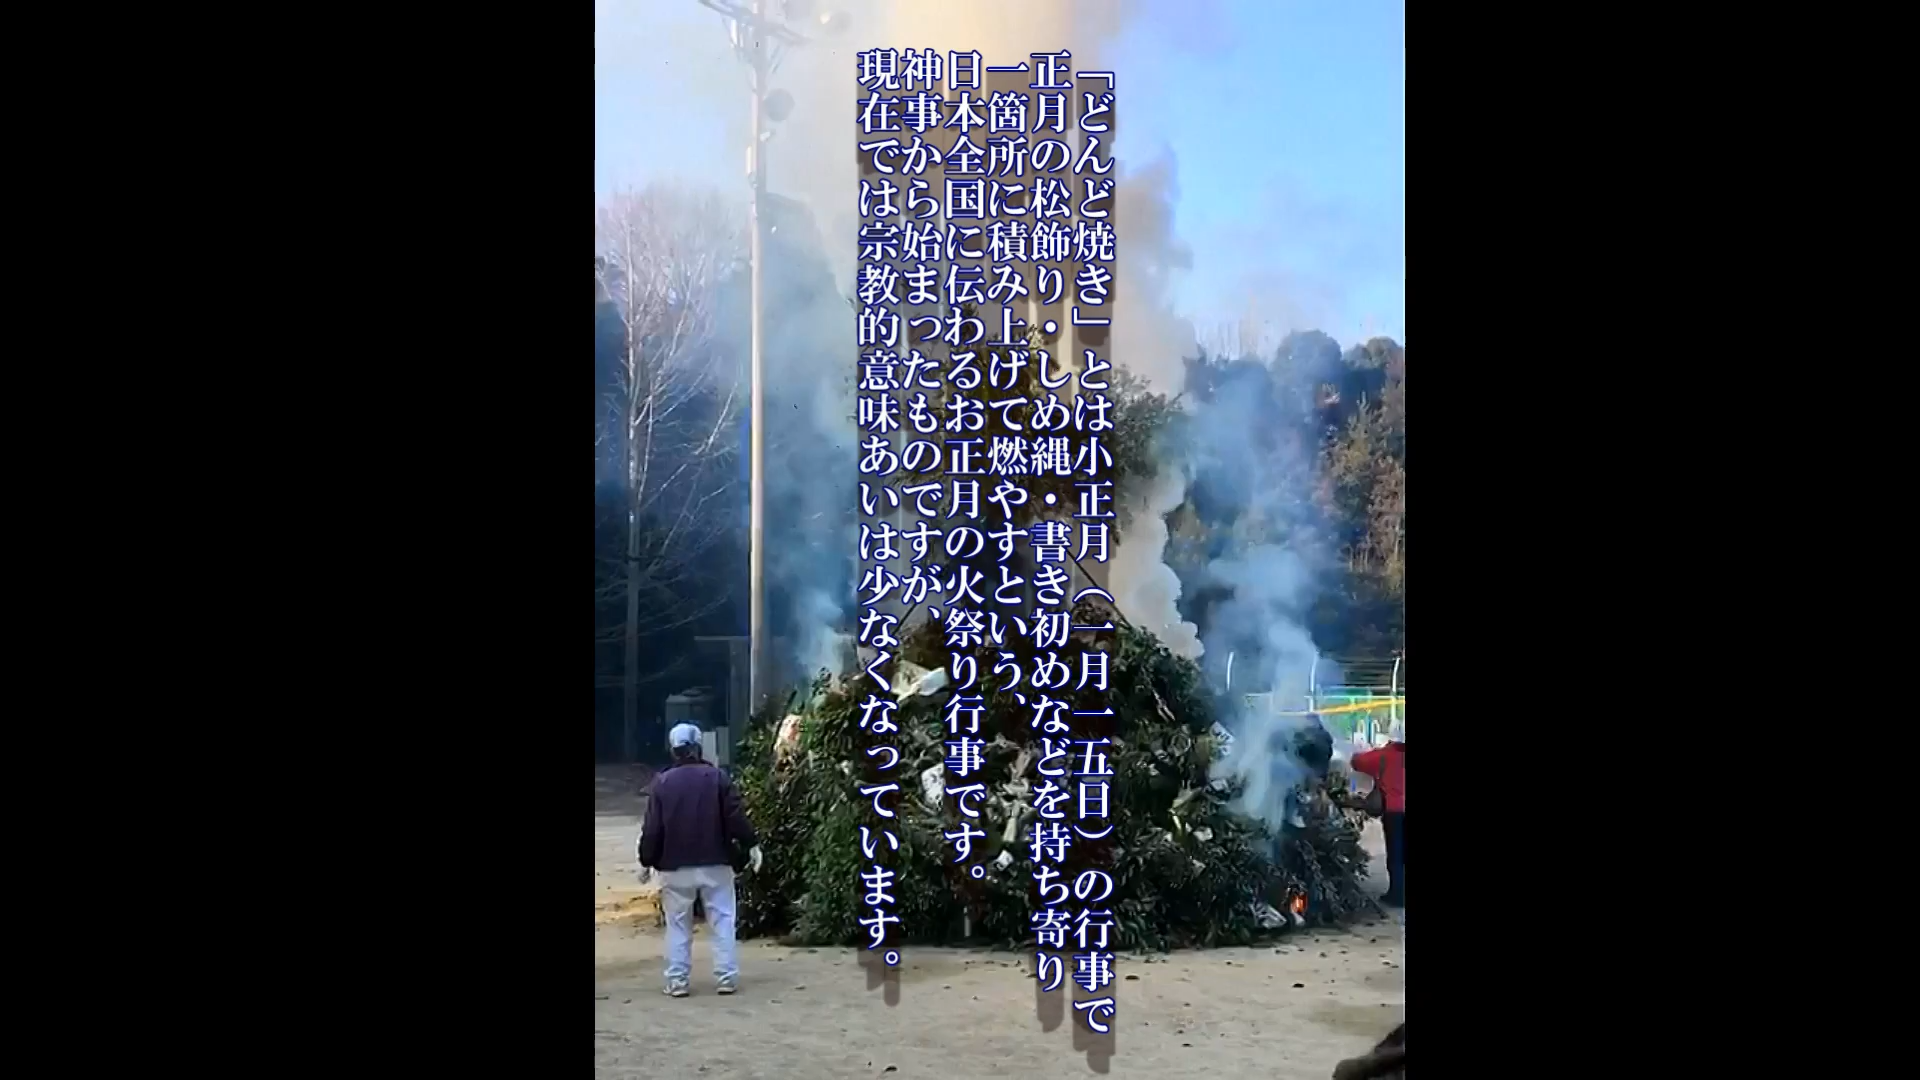 「どんど焼き」とは小正月（一月一五日）の行事で
正月の松飾り・しめ縄・書き初めなどを持ち寄り
一箇所に積み上げて燃やすという、
日本全国に伝わるお正月の火祭り行事です。
神事から始まったものですが、
現在では宗教的意味あいは少なくなっています。